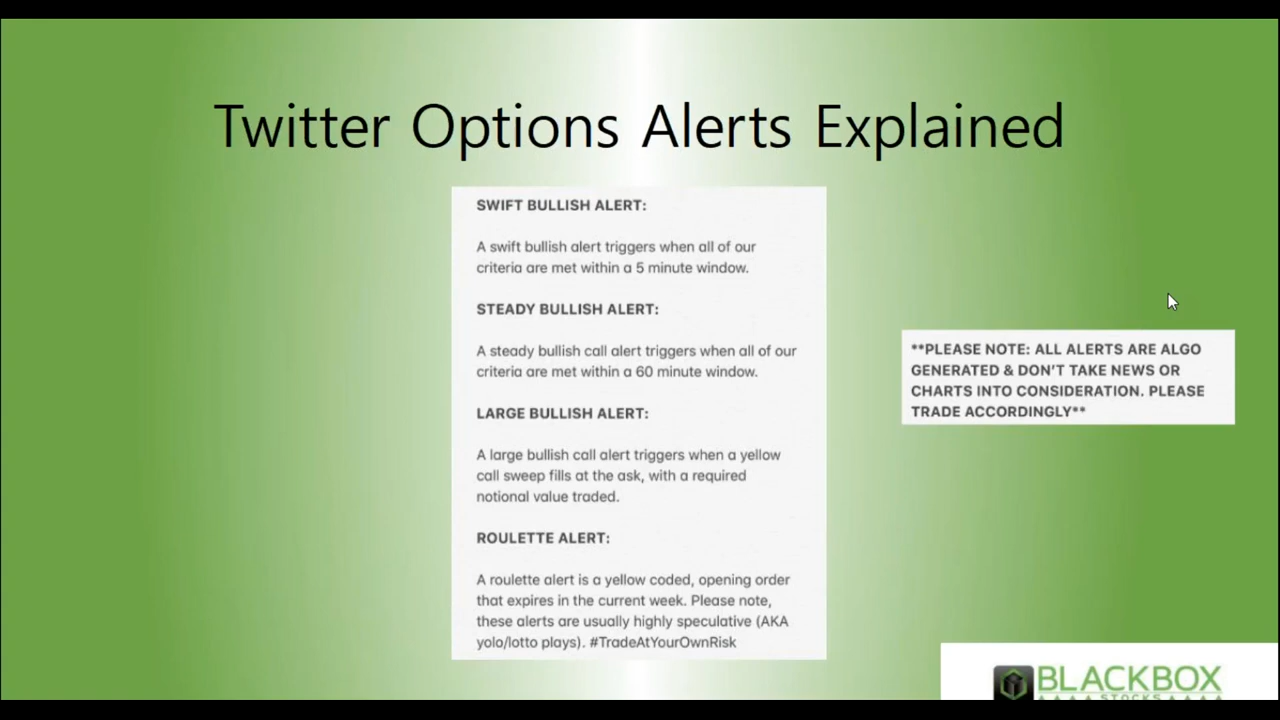 Twitter Options Alerts Explained
SWIFT BULLISH ALERT:
A swift bullish alert triggers when all of our
criteria are met within a 5 minute window.
STEADY BULLISH ALERT:
A steady bullish call alert triggers when all of our
criteria are met within a 60 minute window.
LARGE BULLISH ALERT:
A large bullish call alert triggers when a yellow
call sweep fills at the ask, with a required
notional value traded.
ROULETTE ALERT:
A roulette alert is a yellow coded, opening order
that expires in the current week. Please note,
these alerts are usually highly speculative (AKA
yolo/lotto plays). #TradeAtYourOwnRisk
**PLEASE NOTE: ALL ALERTS ARE ALGO
GENERATED & DON'T TAKE NEWS OR
CHARTS INTO CONSIDERATION. PLEASE
TRADE ACCORDINGLY**
BLACKBOX
STOCKS